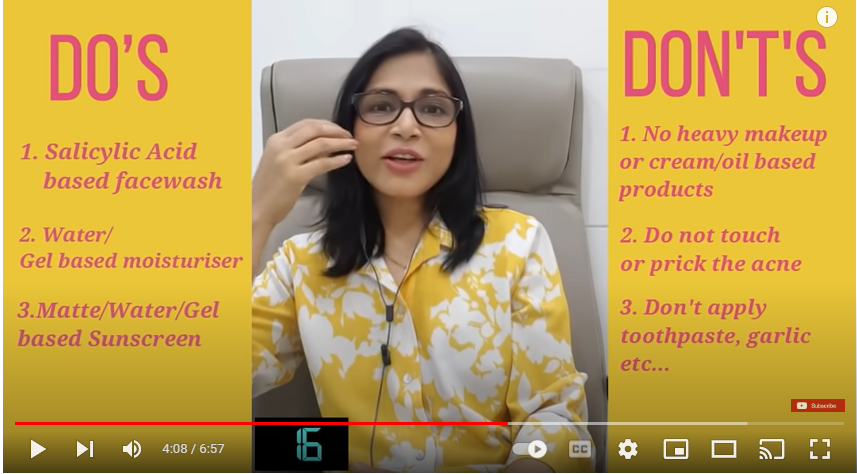 DO'S
1. Salicylic Acid
based facewash
2. Water/
Gel based moisturiser
3.Matte/Water/Gel
based Sunscreen
DON'T'S
1. No heavy makeup
or cream/oil based
products
2. Do not touch
or prick the acne
3. Don't apply
toothpaste, garlic
etc...
Subscribe
16
4:08 / 6:57
CC